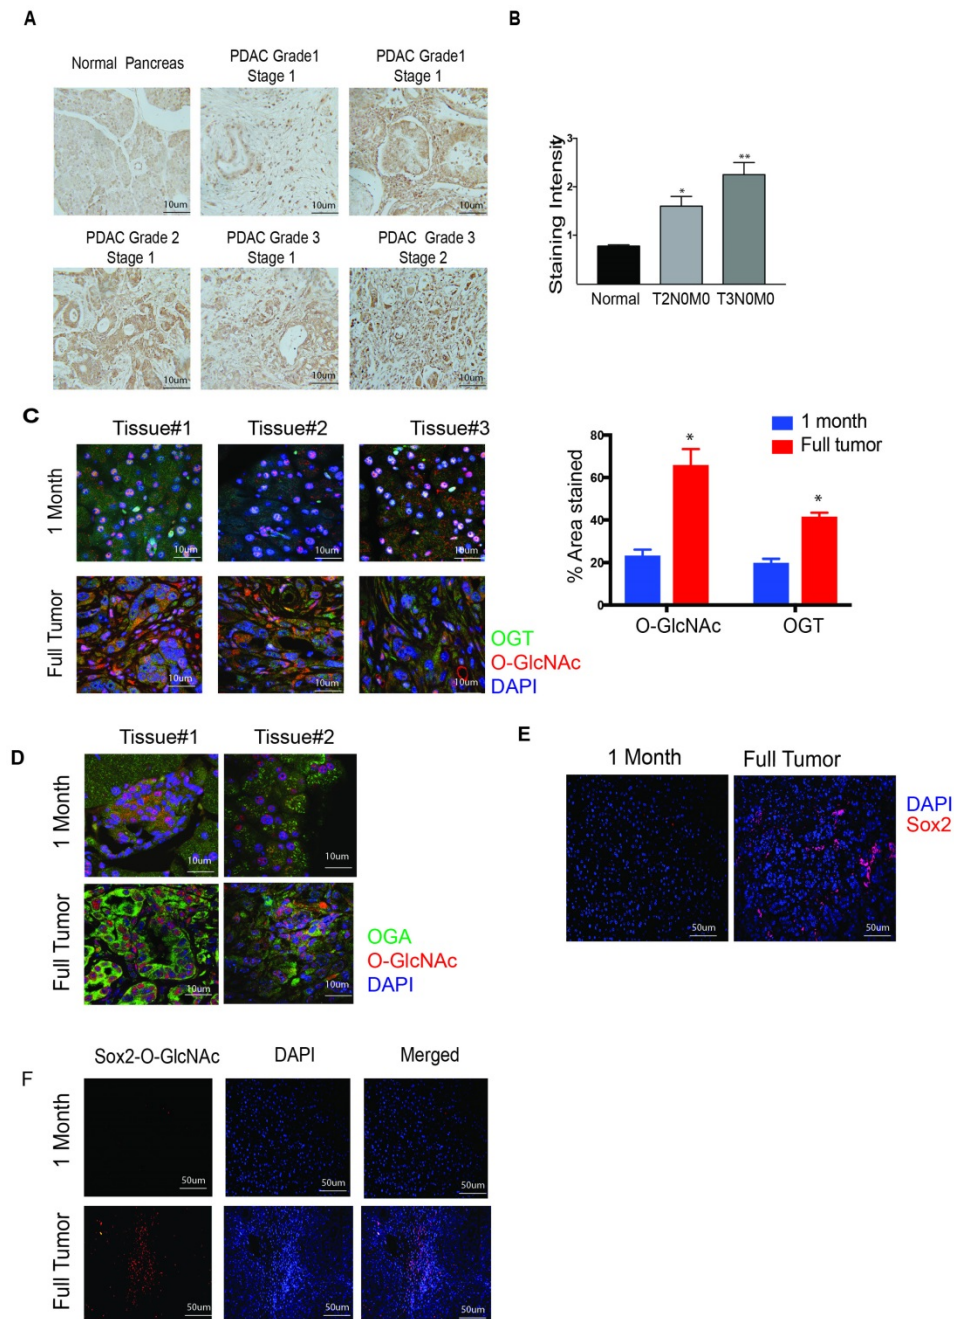 A
B
Normal Pancreas
PDAC Grade1
Stage 1
PDAC Grade1
Stage 1
10um
10um
10um
PDAC Grade 2
Stage 1
PDAC Grade 3
Stage 1
PDAC Grade 3
Stage 2
10um
10um
10um
Staining Intensity
3
2
1
*
**
Normal
T2N0M0
T3N0M0
C
Tissue#1
Tissue#2
Tissue#3
1 Month
10um
10um
10um
Full Tumor
10um
10um
10um
OGT
O-GlcNAc
DAPI
1 month
Full tumor
% Area stained
80
60
40
20
0
*
*
O-GlcNAc
OGT
D
Tissue#1
Tissue#2
1 Month
10um
10um
Full Tumor
10um
10um
OGA
O-GlcNAc
DAPI
E
1 Month
Full Tumor
50um
50um
DAPI
Sox2
F
Sox2-O-GlcNAc
DAPI
Merged
1 Month
50um
50um
50um
Full Tumor
50um
50um
50um